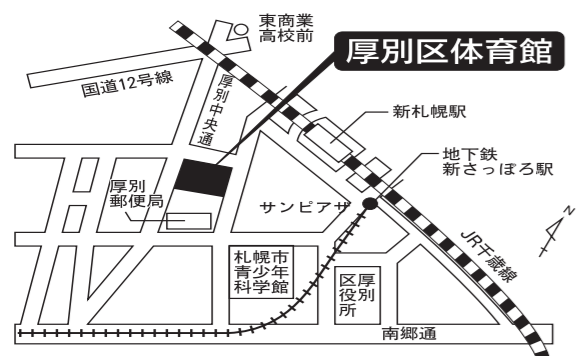 東商業
高校前
厚別区体育館
国道12号線
厚別中央通
新札幌駅
地下鉄
新さっぽろ駅
厚別
郵便局
サンピアザ
N
JR千歳線
札幌市
青少年
科学館
厚別
区役所
南郷通